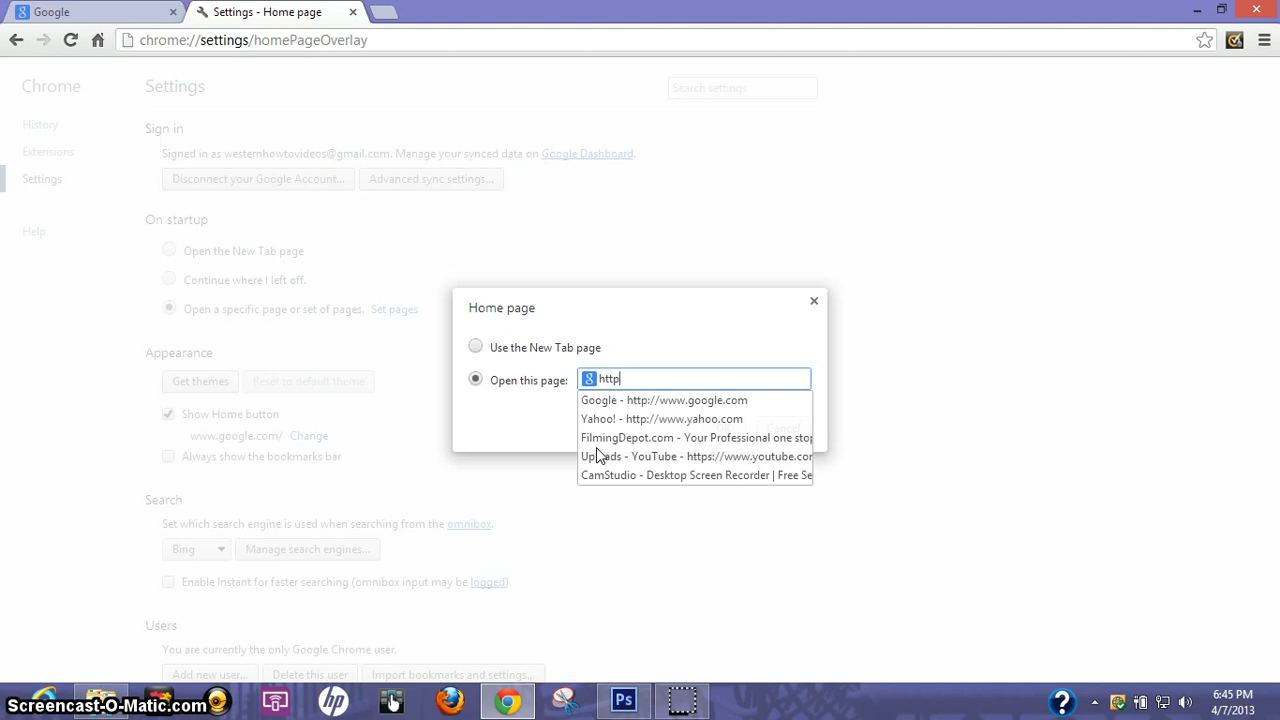 Google
Settings - Home page
chrome://settings/homePageOverlay
Chrome
Settings
Search settings
History
Extensions
Settings
Help
Sign in
Signed in as westernhowtovideos@gmail.com. Manage your synced data on Google Dashboard.
Disconnect your Google Account...
Advanced sync settings...
On startup
Open the New Tab page
Continue where I left off.
Open a specific page or set of pages. Set pages
Appearance
Get themes
Reset to default theme
Show Home button
www.google.com/ Change
Always show the bookmarks bar
Search
Set which search engine is used when searching from the omnibox.
Bing
Manage search engines...
Enable Instant for faster searching (omnibox input may be logged)
Users
You are currently the only Google Chrome user.
Add new user...
Delete this user
Import bookmarks and settings...
Home page
Use the New Tab page
Open this page:
http
Google - http://www.google.com
Yahoo! - http://www.yahoo.com
FilmingDepot.com - Your Professional one stop
Uploads - YouTube - https://www.youtube.com
CamStudio - Desktop Screen Recorder | Free Se
Cancel
Screencast-O-Matic.com
hp
Ps
6:45 PM
4/7/2013